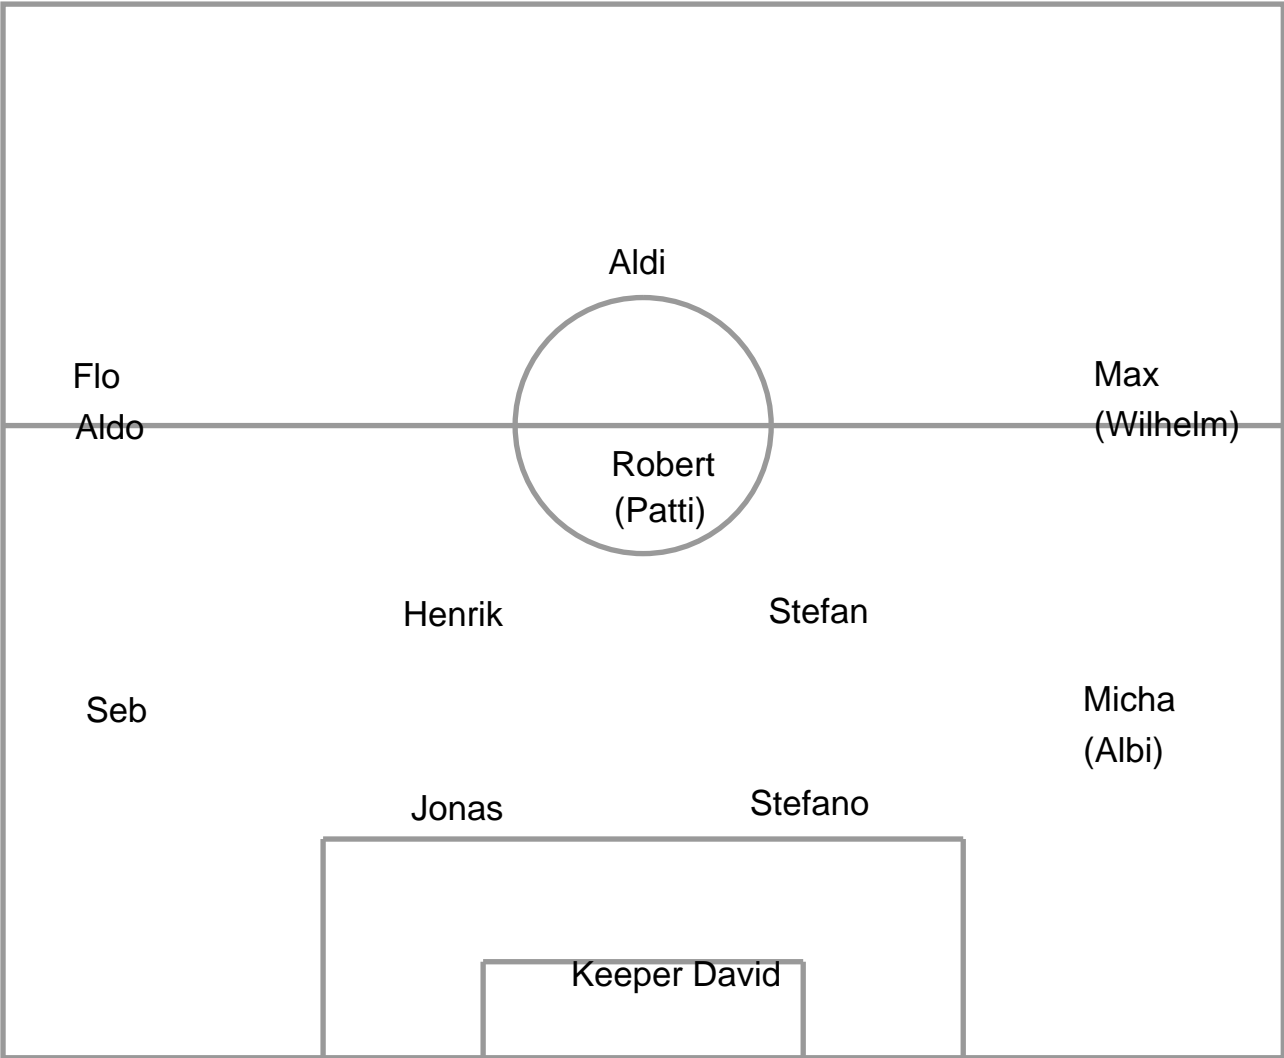 Aldi
Flo
Aldo
Max
(Wilhelm)
Robert
(Patti)
Henrik
Stefan
Seb
Micha
(Albi)
Jonas
Stefano
Keeper David